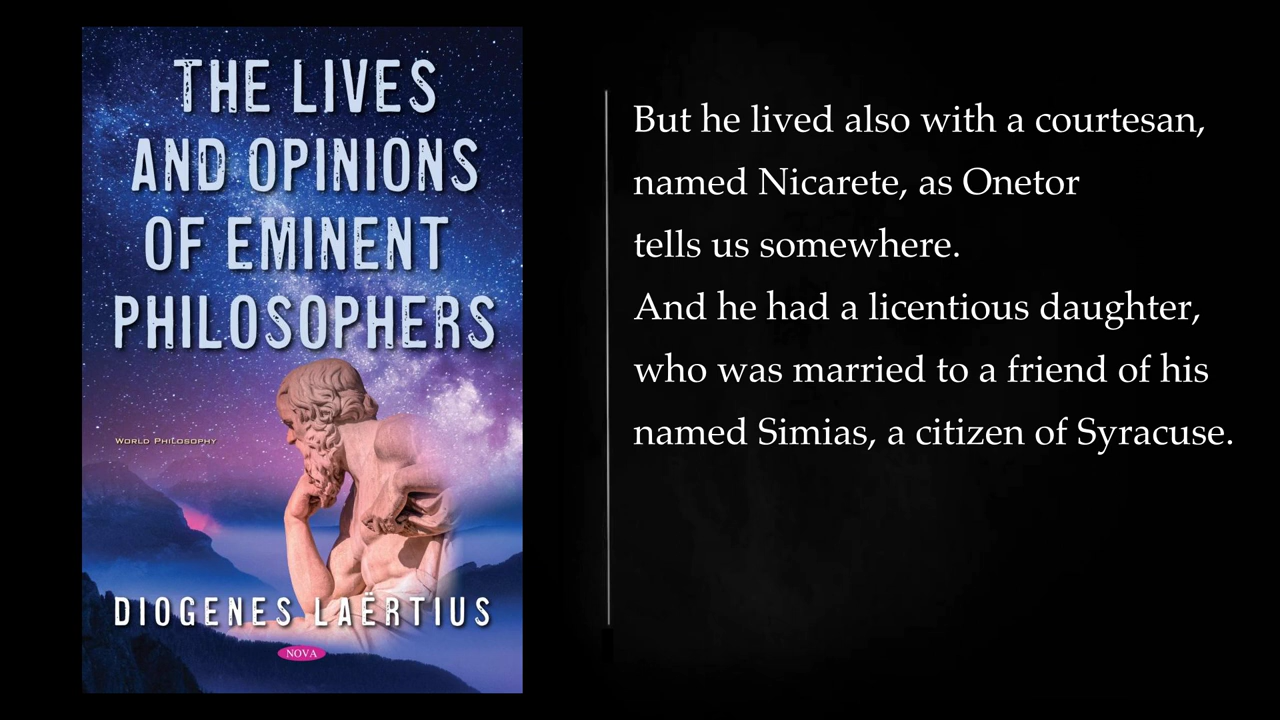 THE LIVES
AND OPINIONS
OF EMINENT
PHILOSOPHERS
WORLD PHILOSOPHY
DIOGENES LAËRTIUS
NOVA
But he lived also with a courtesan,
named Nicarete, as Onetor
tells us somewhere.
And he had a licentious daughter,
who was married to a friend of his
named Simias, a citizen of Syracuse.